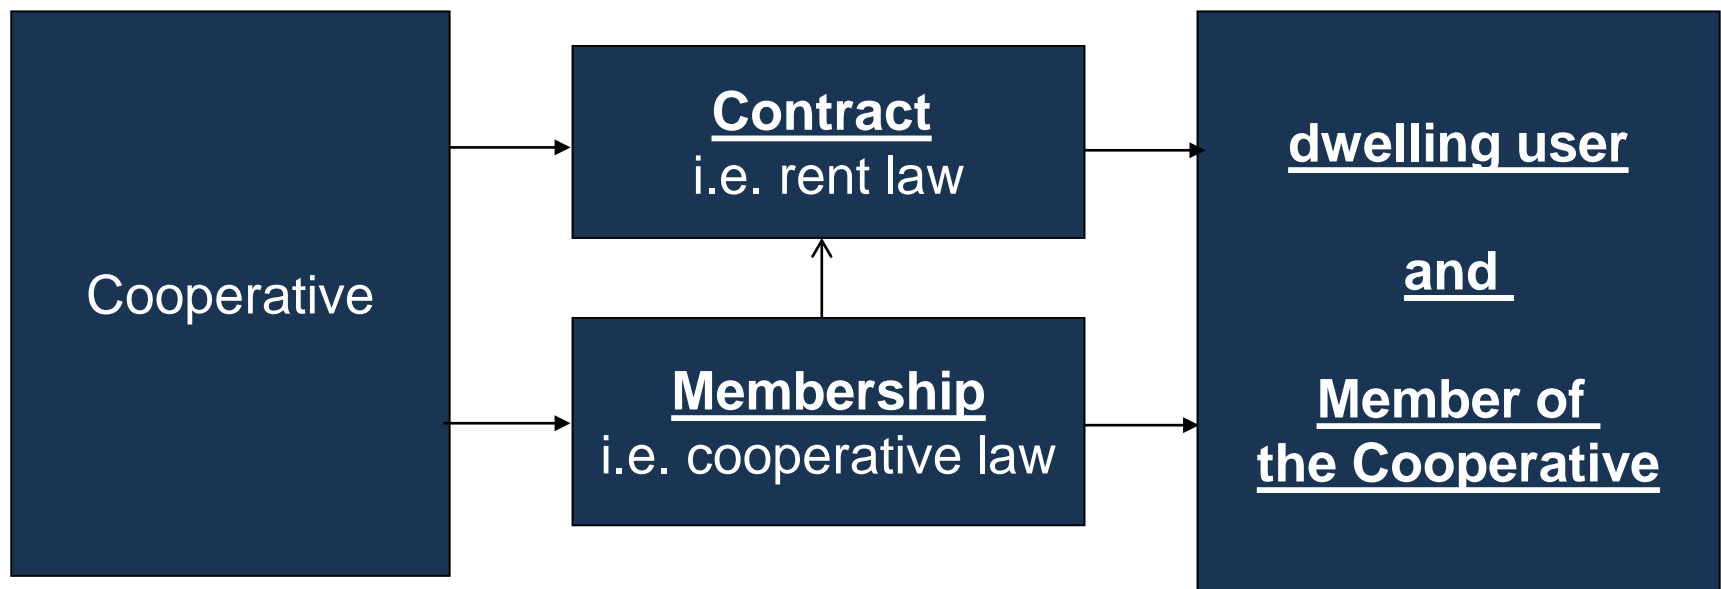 Cooperative
Contract
i.e. rent law
Membership
i.e. cooperative law
dwelling user
and
Member of
the Cooperative